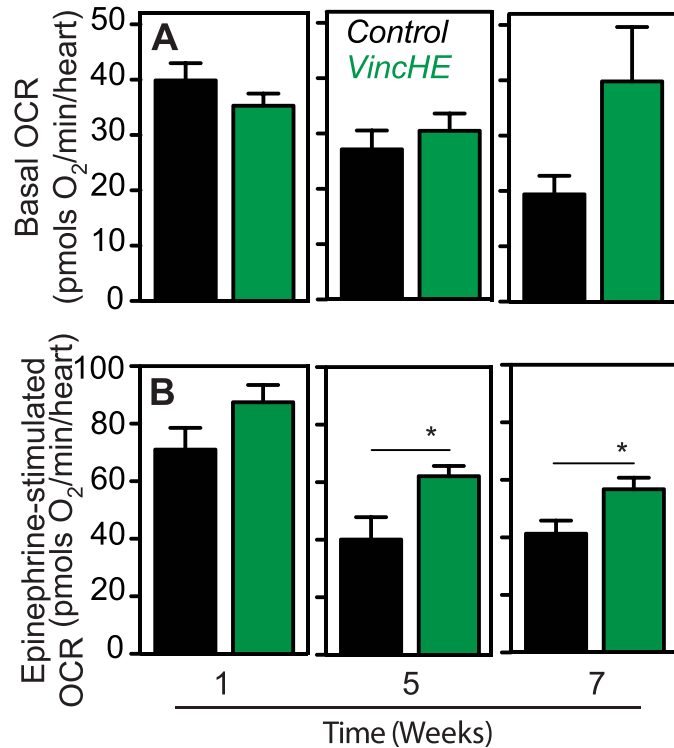 A
Control
VincHE
Basal OCR
(pmols O2/min/heart)
50
40
30
20
10
0
B
Epinephrine-stimulated
OCR (pmols O2/min/heart)
100
80
60
40
20
0
*
*
1 5 7
Time (Weeks)